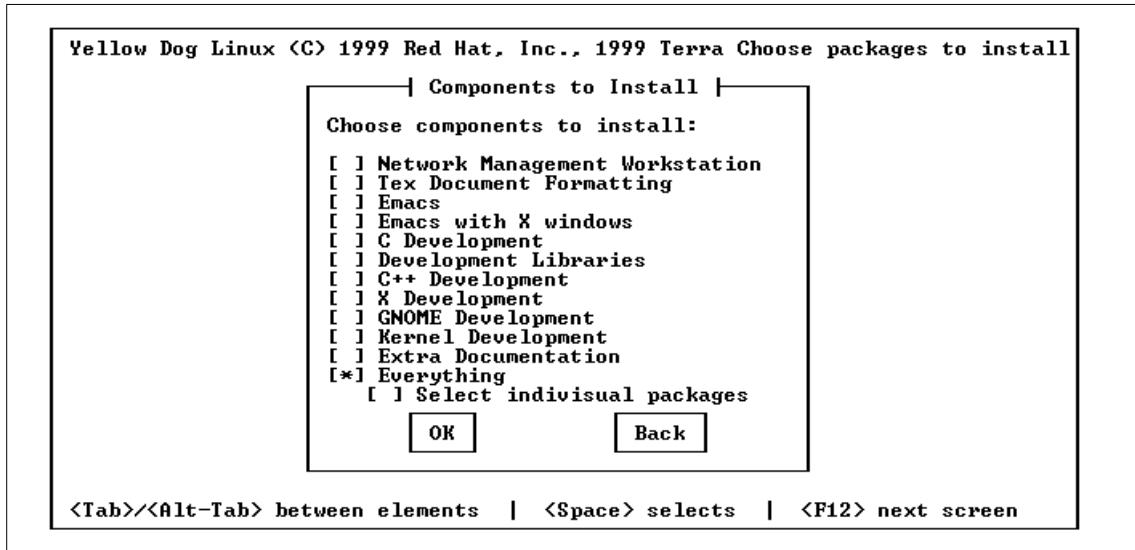 Yellow Dog Linux (C) 1999 Red Hat, Inc., 1999 Terra Choose packages to install
Components to Install
Choose components to install:
[ ] Network Management Workstation
[ ] Tex Document Formatting
[ ] Emacs
[ ] Emacs with X windows
[ ] C Development
[ ] Development Libraries
[ ] C++ Development
[ ] X Development
[ ] GNOME Development
[ ] Kernel Development
[ ] Extra Documentation
[*] Everything
[ ] Select indivisual packages
OK Back
<Tab>/<Alt-Tab> between elements | <Space> selects | <F12> next screen